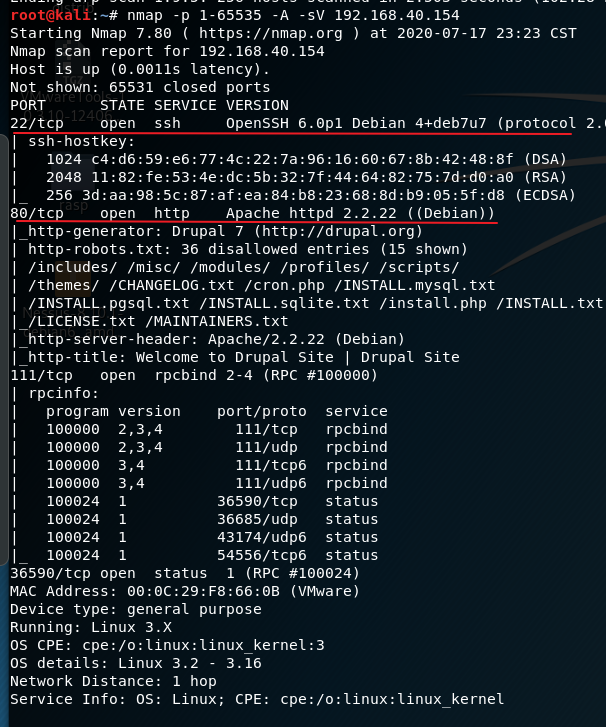 root@kali:~# nmap -p 1-65535 -A -sV 192.168.40.154
Starting Nmap 7.80 ( https://nmap.org ) at 2020-07-17 23:23 CST
Nmap scan report for 192.168.40.154
Host is up (0.0011s latency).
Not shown: 65531 closed ports
PORT      STATE SERVICE VERSION
22/tcp    open  ssh     OpenSSH 6.0p1 Debian 4+deb7u7 (protocol 2.0
| ssh-hostkey:
|   1024 c4:d6:59:e6:77:4c:22:7a:96:16:60:67:8b:42:48:8f (DSA)
|   2048 11:82:fe:53:4e:dc:5b:32:7f:44:64:82:75:7d:d0:a0 (RSA)
|_  256 3d:aa:98:5c:87:af:ea:84:b8:23:68:8d:b9:05:5f:d8 (ECDSA)
80/tcp    open  http    Apache httpd 2.2.22 ((Debian))
|_http-generator: Drupal 7 (http://drupal.org)
| http-robots.txt: 36 disallowed entries (15 shown)
| /includes/ /misc/ /modules/ /profiles/ /scripts/
| /themes/ /CHANGELOG.txt /cron.php /INSTALL.mysql.txt
| /INSTALL.pgsql.txt /INSTALL.sqlite.txt /install.php /INSTALL.txt
|_/LICENSE.txt /MAINTAINERS.txt
|_http-server-header: Apache/2.2.22 (Debian)
|_http-title: Welcome to Drupal Site | Drupal Site
111/tcp   open  rpcbind 2-4 (RPC #100000)
| rpcinfo:
|   program version    port/proto  service
|   100000  2,3,4        111/tcp   rpcbind
|   100000  2,3,4        111/udp   rpcbind
|   100000  3,4          111/tcp6  rpcbind
|   100000  3,4          111/udp6  rpcbind
|   100024  1          36590/tcp   status
|   100024  1          36685/udp   status
|   100024  1          43174/udp6  status
|_  100024  1          54556/tcp6  status
36590/tcp open  status  1 (RPC #100024)
MAC Address: 00:0C:29:F8:66:0B (VMware)
Device type: general purpose
Running: Linux 3.X
OS CPE: cpe:/o:linux:linux_kernel:3
OS details: Linux 3.2 - 3.16
Network Distance: 1 hop
Service Info: OS: Linux; CPE: cpe:/o:linux:linux_kernel